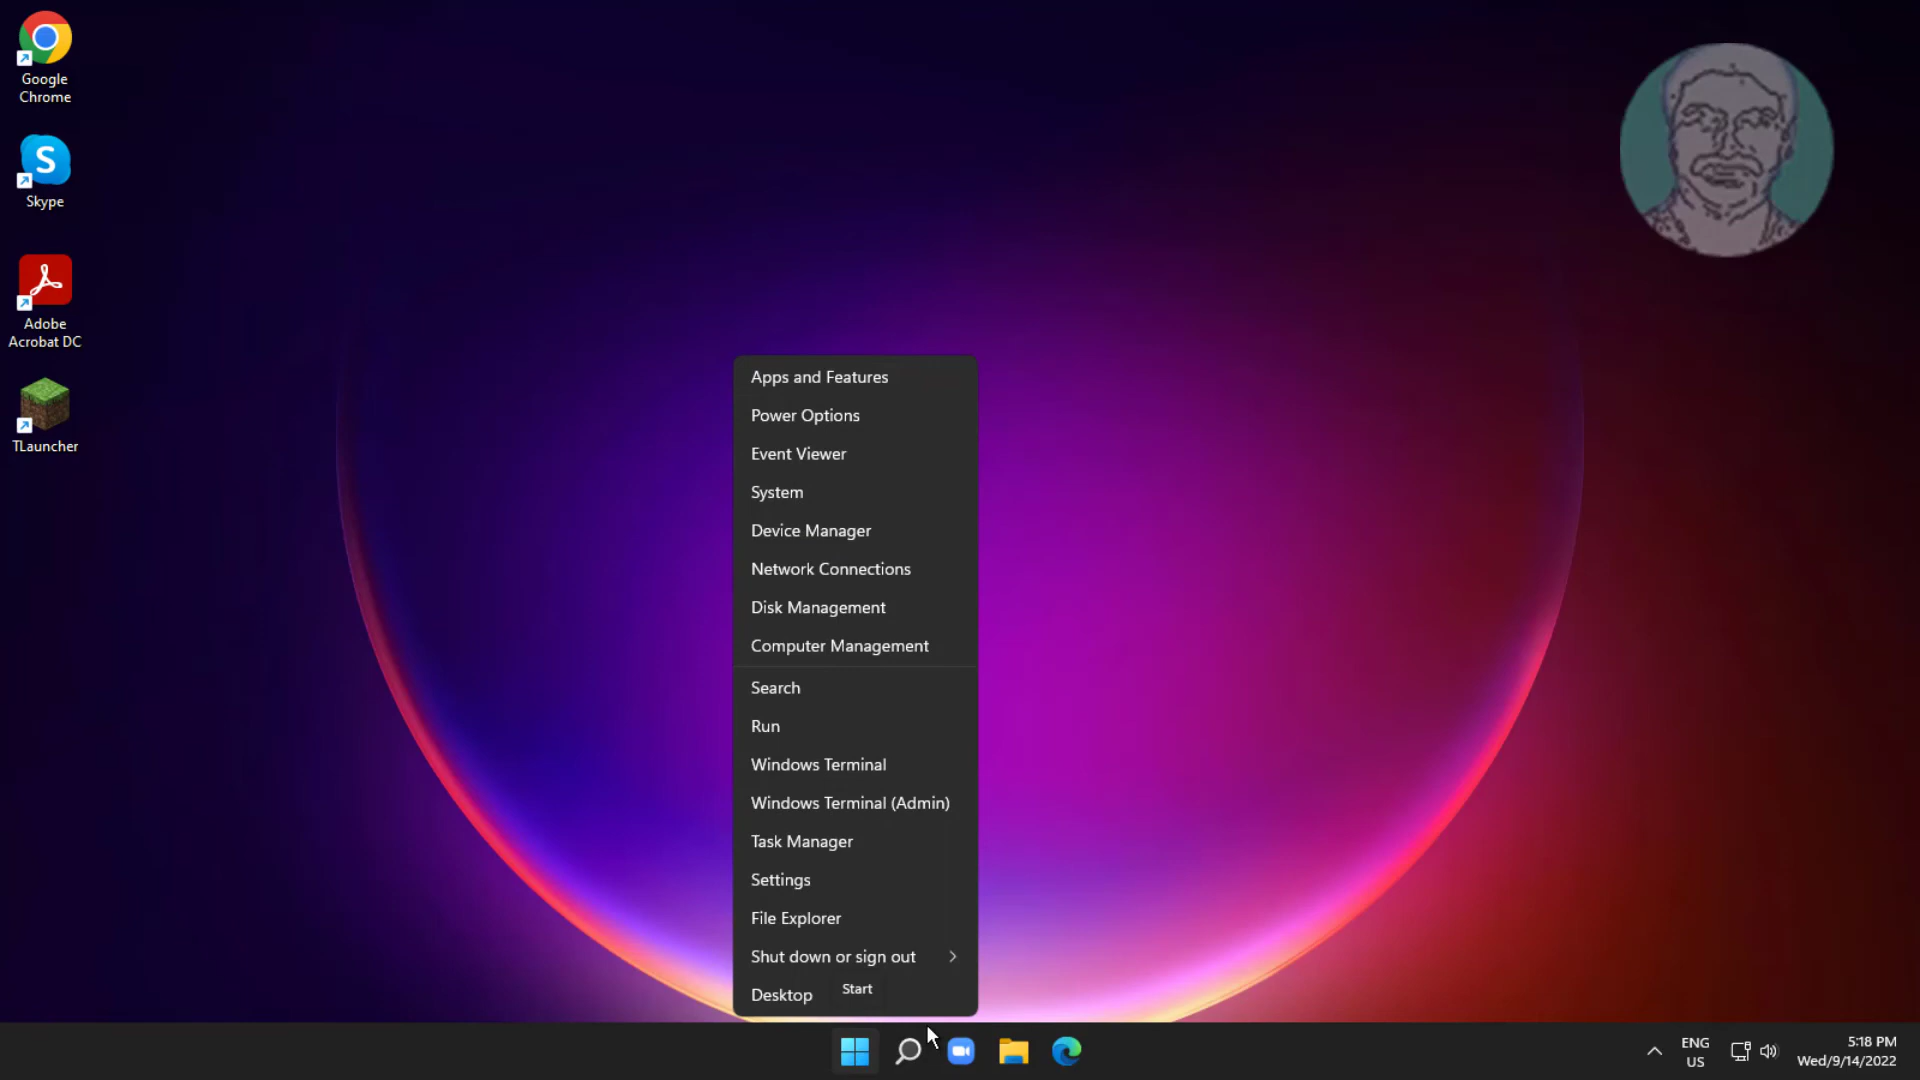 Google
Chrome
Skype
Adobe
Acrobat DC
TLauncher
Apps and Features
Power Options
Event Viewer
System
Device Manager
Network Connections
Disk Management
Computer Management
Search
Run
Windows Terminal
Windows Terminal (Admin)
Task Manager
Settings
File Explorer
Shut down or sign out
Desktop
Start
ENG
US
5:18 PM
Wed/9/14/2022